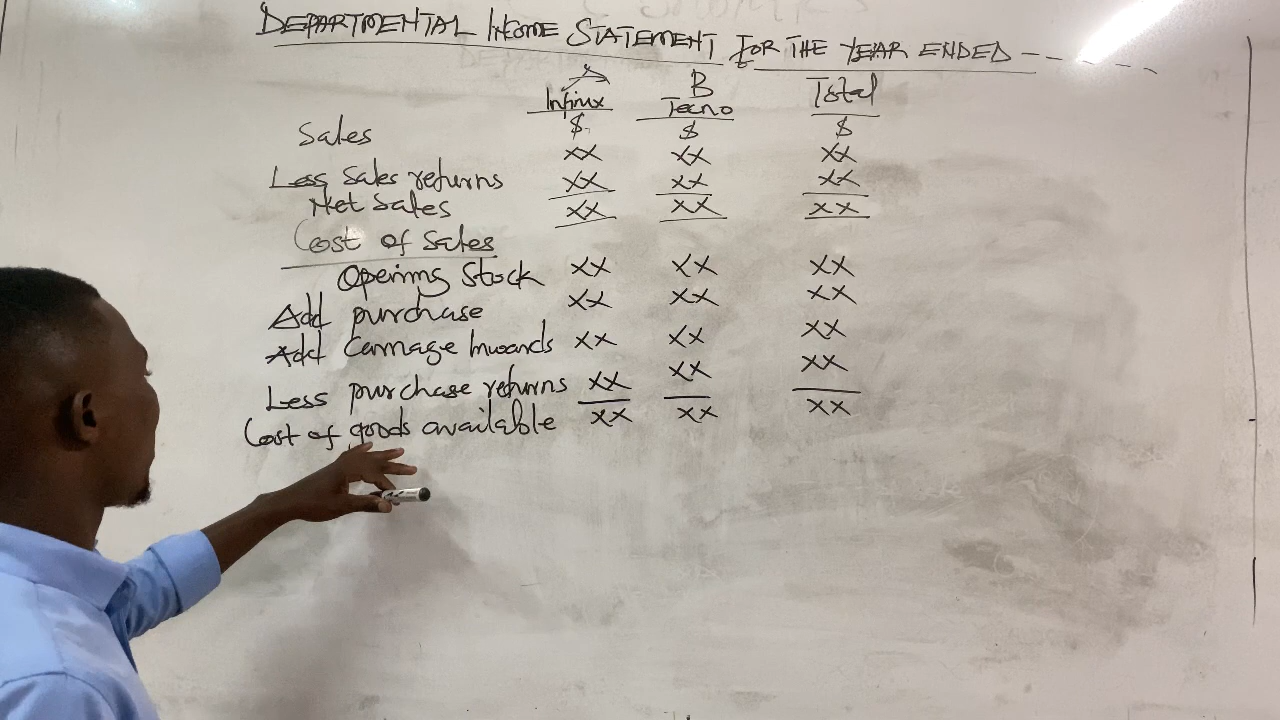 DEPARTMENTAL INCOME STATEMENT FOR THE YEAR ENDED -----
A B Total
Infinix Tecno
$ $ $
Sales XX XX XX
Less Sales returns XX XX XX
Net Sales XX XX XX
Cost of Sales
Opening Stock XX XX XX
Add purchase XX XX XX
Add Carriage Inwards XX XX XX
Less purchase returns XX XX XX
Cost of goods available XX XX XX